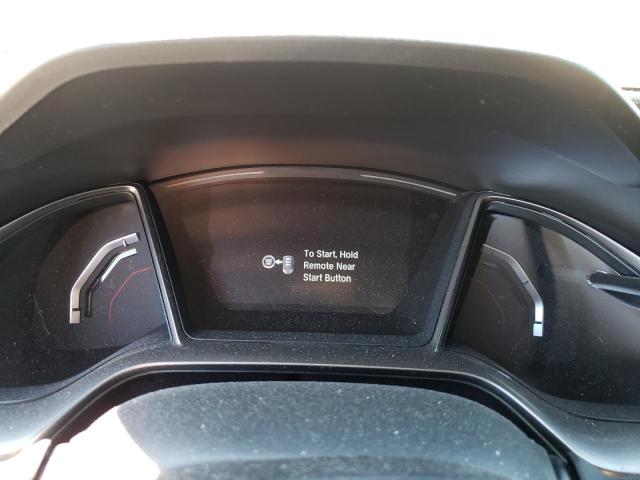 To Start, Hold
Remote Near
Start Button